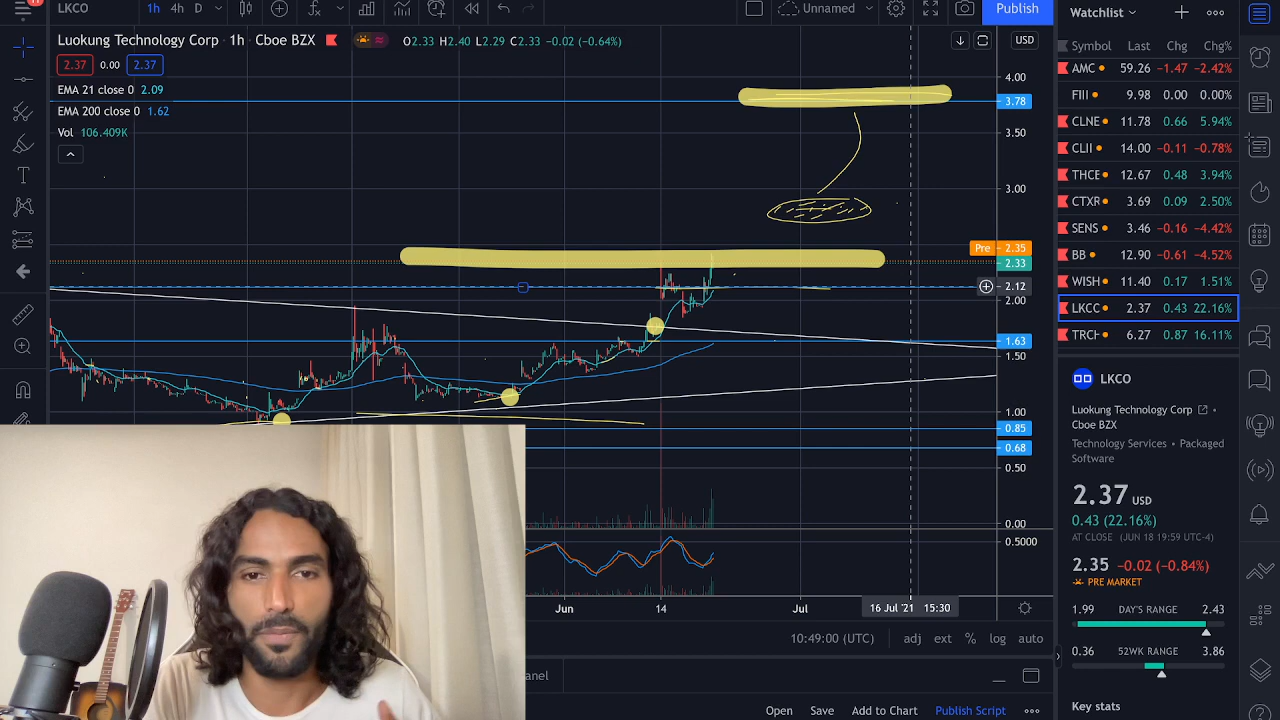 11
LKCO
1h 4h D
Unnamed
Publish
Luokung Technology Corp · 1h · Cboe BZX
O2.33 H2.40 L2.29 C2.33 −0.02 (−0.64%)
2.37 0.00 2.37
EMA 21 close 0 2.09
EMA 200 close 0 1.62
Vol 106.409K
USD
4.00
3.78
3.50
3.00
Pre 2.35
2.33
2.12
2.00
1.63
1.50
1.00
0.85
0.68
0.50
0.00
0.5000
Jun 14 Jul 16 Jul '21 15:30
10:49:00 (UTC) adj ext % log auto
anel
Open Save Add to Chart Publish Script
Watchlist
Symbol Last Chg Chg%
AMC 59.26 −1.47 −2.42%
FIII 9.98 0.00 0.00%
CLNE 11.78 0.66 5.94%
CLII 14.00 −0.11 −0.78%
THCE 12.67 0.48 3.94%
CTXR 3.69 0.09 2.50%
SENS 3.46 −0.16 −4.42%
BB 12.90 −0.61 −4.52%
WISH 11.40 0.17 1.51%
LKCC 2.37 0.43 22.16%
TRCH 6.27 0.87 16.11%
LKCO
Luokung Technology Corp ·
Cboe BZX
Technology Services · Packaged
Software
2.37 USD
0.43 (22.16%)
AT CLOSE (JUN 18 19:59 UTC-4)
2.35 −0.02 (−0.84%)
PRE MARKET
1.99 DAY'S RANGE 2.43
0.36 52WK RANGE 3.86
Key stats